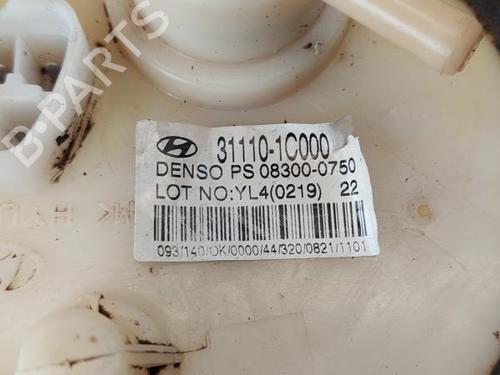 31110-1C000
DENSO PS 08300-0750
LOT NO:YL4(0219) 22
093/140/OK/0000/44/320/0821/1101
B-PARTS